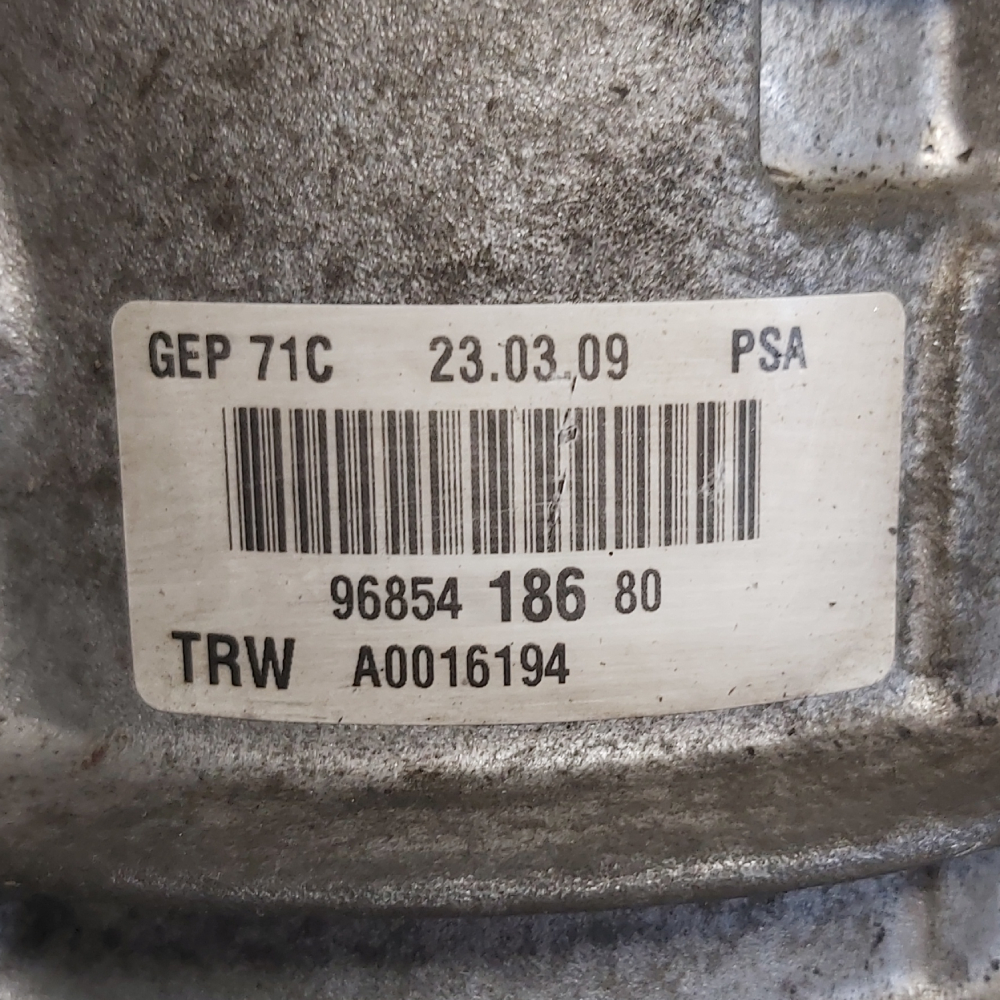 GEP 71C 23.03.09 PSA
96854 186 80
TRW A0016194